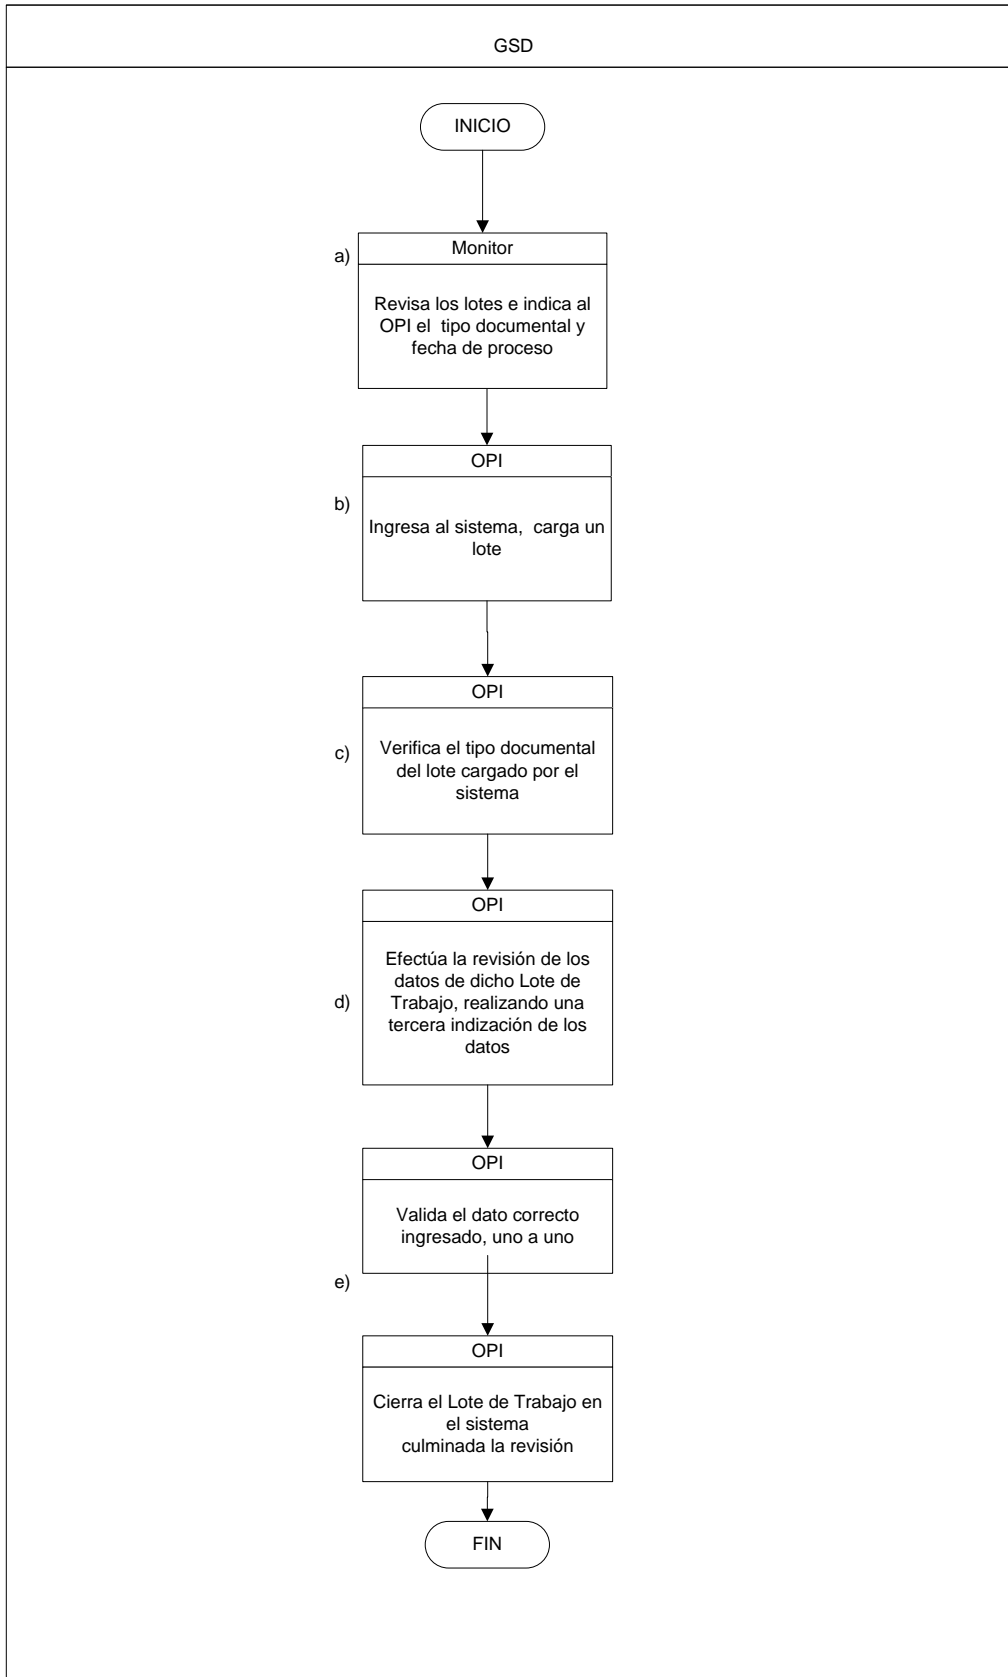 GSD
INICIO
a)
Monitor
Revisa los lotes e indica al
OPI el tipo documental y
fecha de proceso
OPI
b)
Ingresa al sistema, carga un
lote
OPI
c)
Verifica el tipo documental
del lote cargado por el
sistema
OPI
d)
Efectúa la revisión de los
datos de dicho Lote de
Trabajo, realizando una
tercera indización de los
datos
OPI
Valida el dato correcto
ingresado, uno a uno
e)
OPI
Cierra el Lote de Trabajo en
el sistema
culminada la revisión
FIN